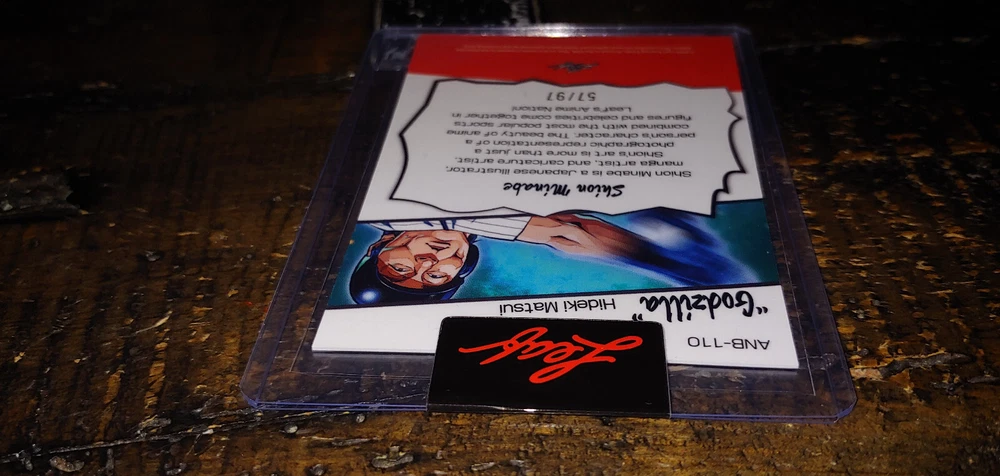 Leaf
ANB-110
"Godzilla"
Hideki Matsui
Shion Minabe
Shion Minabe is a Japanese illustrator,
manga artist, and caricature artist.
Shion's art is more than just a
photographic representation of a
person's character. The beauty of anime
combined with the most popular sports
figures and celebrities come together in
Leaf's Anime Nation!
57/97